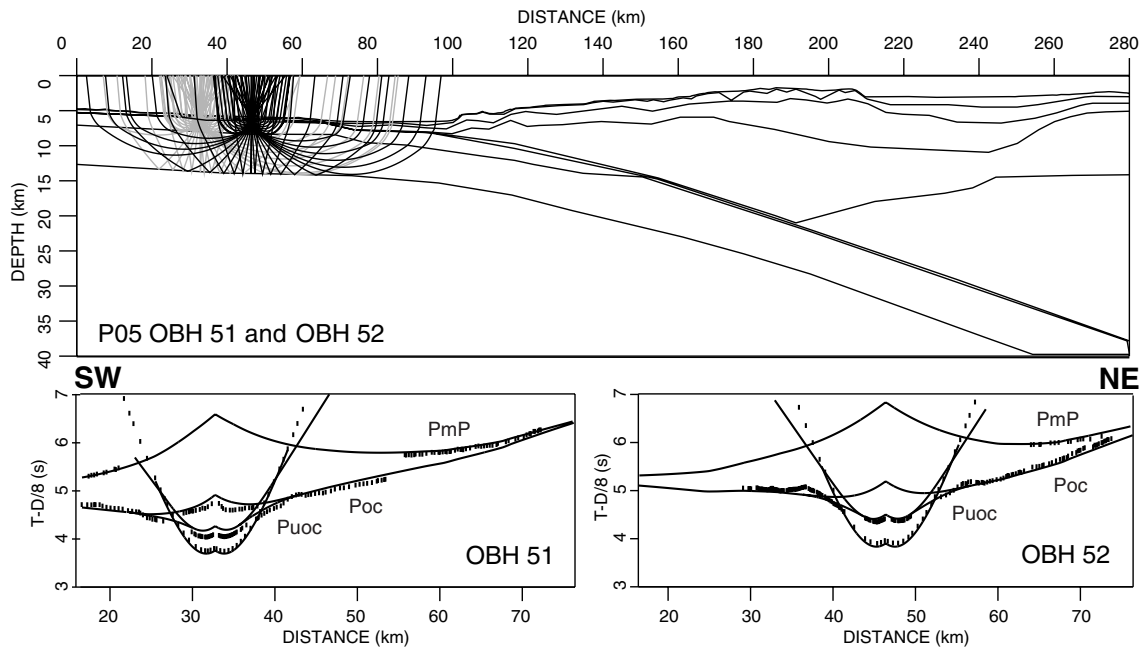 DISTANCE (km)
0 20 40 60 80 100 120 140 160 180 200 220 240 260 280
DEPTH (km)
0
5
10
15
20
25
30
35
40
P05 OBH 51 and OBH 52
SW
NE
T-D/8 (s)
7
6
5
4
3
PmP
Poc
Puoc
OBH 51
20 30 40 50 60 70
DISTANCE (km)
T-D/8 (s)
7
6
5
4
3
PmP
Poc
Puoc
OBH 52
20 30 40 50 60 70
DISTANCE (km)